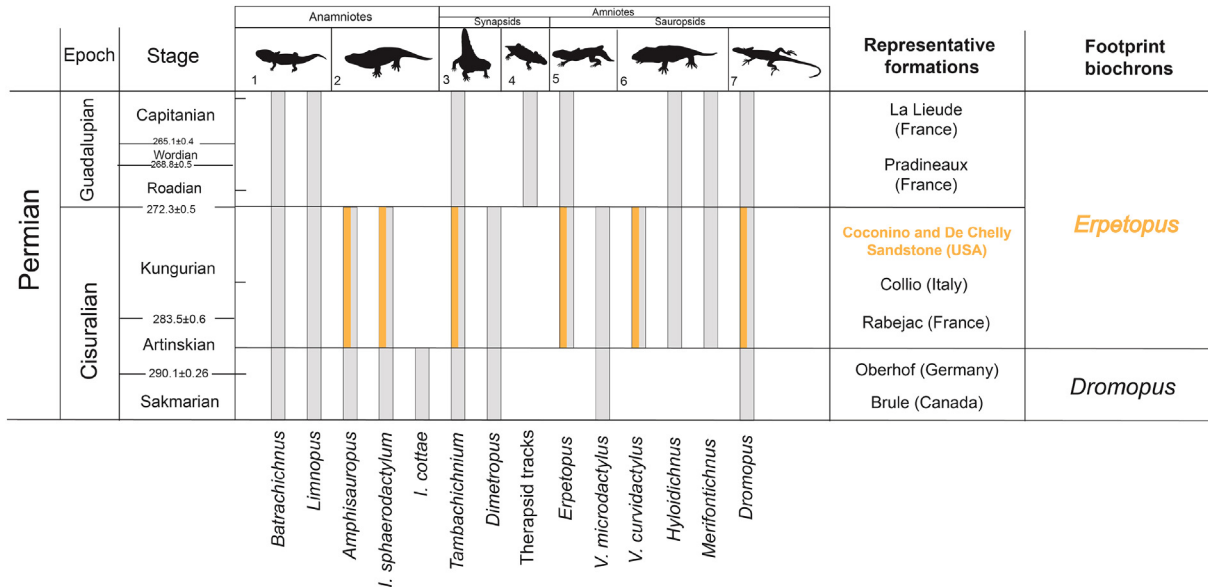 Anamniotes
Amniotes
Synapsids
Sauropsids
Epoch
Stage
1
2
3
4
5
6
7
Representative
formations
Footprint
biochrons
Permian
Guadalupian
Capitanian
265.1±0.4
Wordian
268.8±0.5
Roadian
272.3±0.5
La Lieude
(France)
Pradineaux
(France)
Erpetopus
Cisuralian
Kungurian
283.5±0.6
Artinskian
290.1±0.26
Sakmarian
Coconino and De Chelly
Sandstone (USA)
Collio (Italy)
Rabejac (France)
Oberhof (Germany)
Brule (Canada)
Dromopus
Batrachichnus
Limnopus
Amphisauropus
I. sphaerodactylum
I. cottae
Tambachichnium
Dimetropus
Therapsid tracks
Erpetopus
V. microdactylus
V. curvidactylus
Hyloidichnus
Merifontichnus
Dromopus